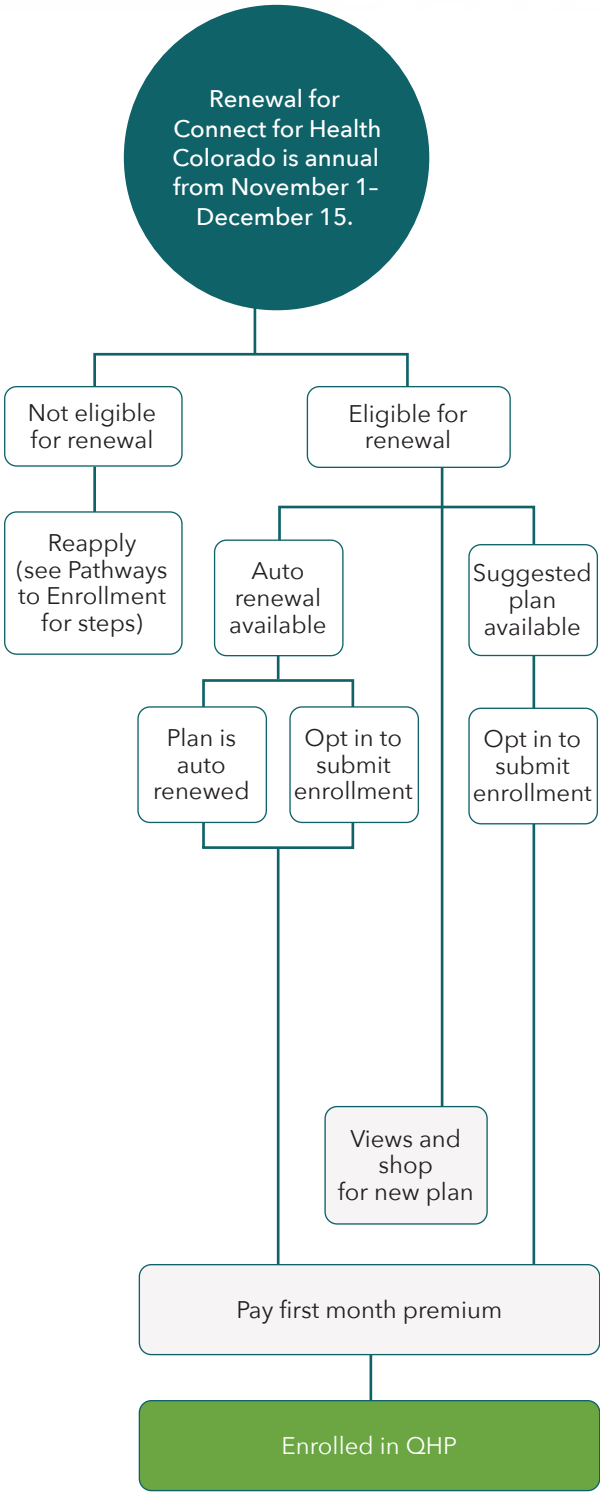 Renewal for
Connect for Health
Colorado is annual
from November 1–
December 15.
Not eligible
for renewal
Eligible for
renewal
Reapply
(see Pathways
to Enrollment
for steps)
Auto
renewal
available
Suggested
plan
available
Plan is
auto
renewed
Opt in to
submit
enrollment
Opt in to
submit
enrollment
Views and
shop
for new plan
Pay first month premium
Enrolled in QHP